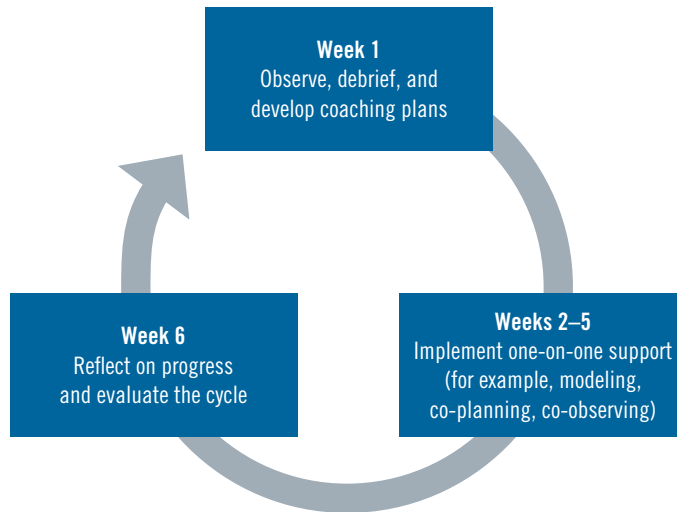 Week 1
Observe, debrief, and
develop coaching plans
Weeks 2–5
Implement one-on-one support
(for example, modeling,
co-planning, co-observing)
Week 6
Reflect on progress
and evaluate the cycle